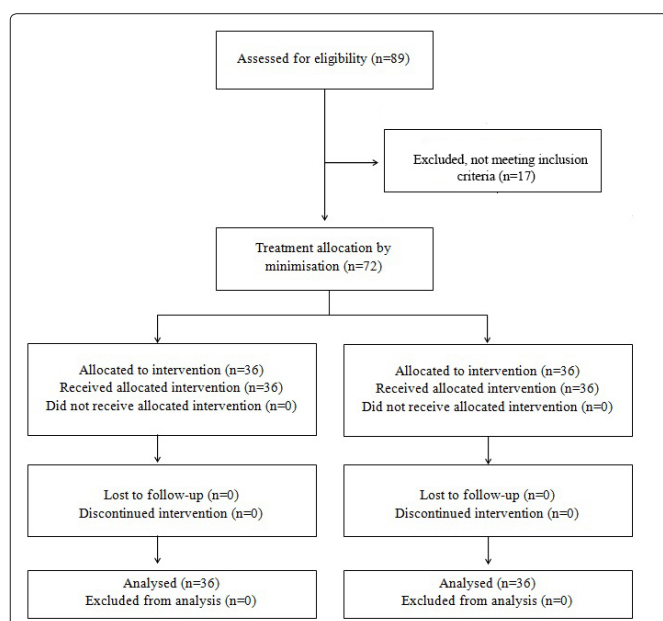 Assessed for eligibility (n=89)
Excluded, not meeting inclusion
criteria (n=17)
Treatment allocation by
minimisation (n=72)
Allocated to intervention (n=36)
Received allocated intervention (n=36)
Did not receive allocated intervention (n=0)
Allocated to intervention (n=36)
Received allocated intervention (n=36)
Did not receive allocated intervention (n=0)
Lost to follow-up (n=0)
Discontinued intervention (n=0)
Lost to follow-up (n=0)
Discontinued intervention (n=0)
Analysed (n=36)
Excluded from analysis (n=0)
Analysed (n=36)
Excluded from analysis (n=0)